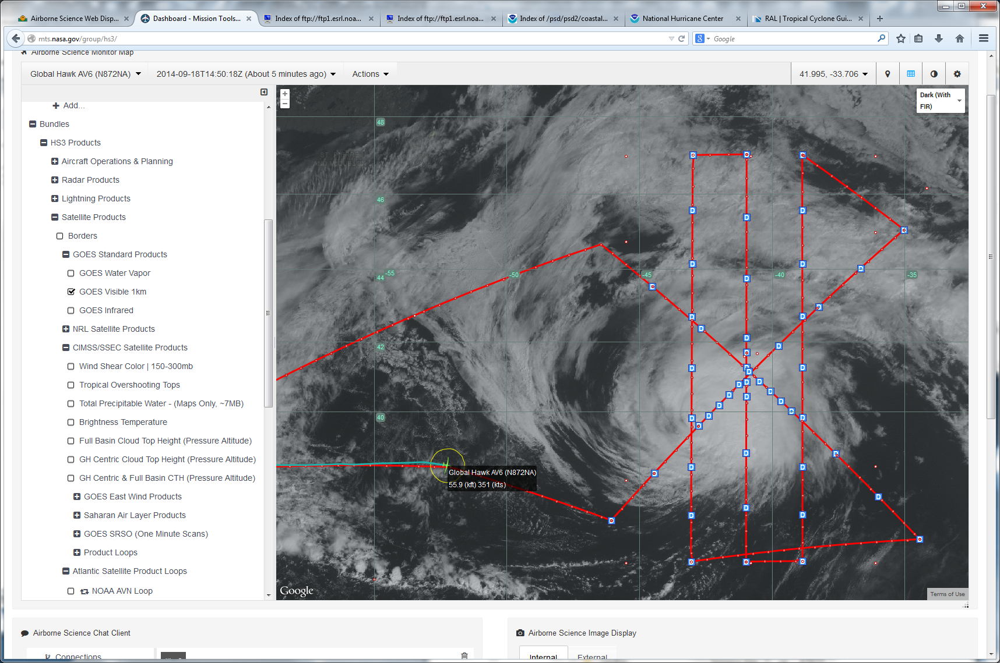 Airborne Science Web Disp...
Dashboard - Mission Tools...
Index of ftp://ftp1.esrl.noa...
Index of ftp://ftp1.esrl.noa...
Index of /psd/psd2/coastal...
National Hurricane Center
RAL | Tropical Cyclone Gui...
mts.nasa.gov/group/hs3/
Google
Airborne Science Monitor Map
Global Hawk AV6 (N872NA)
2014-09-18T14:50:18Z (About 5 minutes ago)
Actions
41.995, -33.706
Add...
Bundles
HS3 Products
Aircraft Operations & Planning
Radar Products
Lightning Products
Satellite Products
Borders
GOES Standard Products
GOES Water Vapor
GOES Visible 1km
GOES Infrared
NRL Satellite Products
CIMSS/SSEC Satellite Products
Wind Shear Color | 150-300mb
Tropical Overshooting Tops
Total Precipitable Water - (Maps Only, ~7MB)
Brightness Temperature
Full Basin Cloud Top Height (Pressure Altitude)
GH Centric Cloud Top Height (Pressure Altitude)
GH Centric & Full Basin CTH (Pressure Altitude)
GOES East Wind Products
Saharan Air Layer Products
GOES SRSO (One Minute Scans)
Product Loops
Atlantic Satellite Product Loops
NOAA AVN Loop
Dark (With
FIR)
48
46
44
-55
-50
-45
-40
-35
42
40
Global Hawk AV6 (N872NA)
55.9 (kft) 351 (kts)
Google
Terms of Use
Airborne Science Chat Client
Connections
Airborne Science Image Display
Internal
External